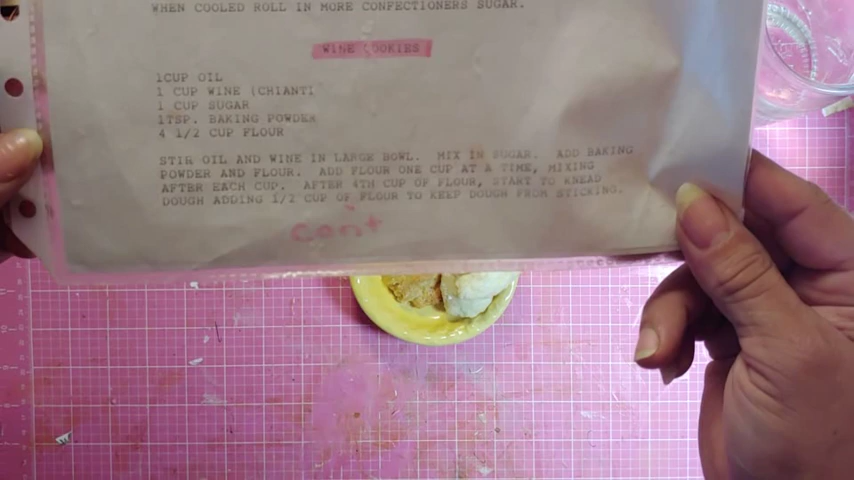 WHEN COOLED ROLL IN MORE CONFECTIONERS SUGAR.
WINE COOKIES
1CUP OIL
1 CUP WINE (CHIANTI
1 CUP SUGAR
1TSP. BAKING POWDER
4 1/2 CUP FLOUR
STIR OIL AND WINE IN LARGE BOWL. MIX IN SUGAR. ADD BAKING
POWDER AND FLOUR. ADD FLOUR ONE CUP AT A TIME, MIXING
AFTER EACH CUP. AFTER 4TH CUP OF FLOUR, START TO KNEAD
DOUGH ADDING 1/2 CUP OF FLOUR TO KEEP DOUGH FROM STICKING.
Con't